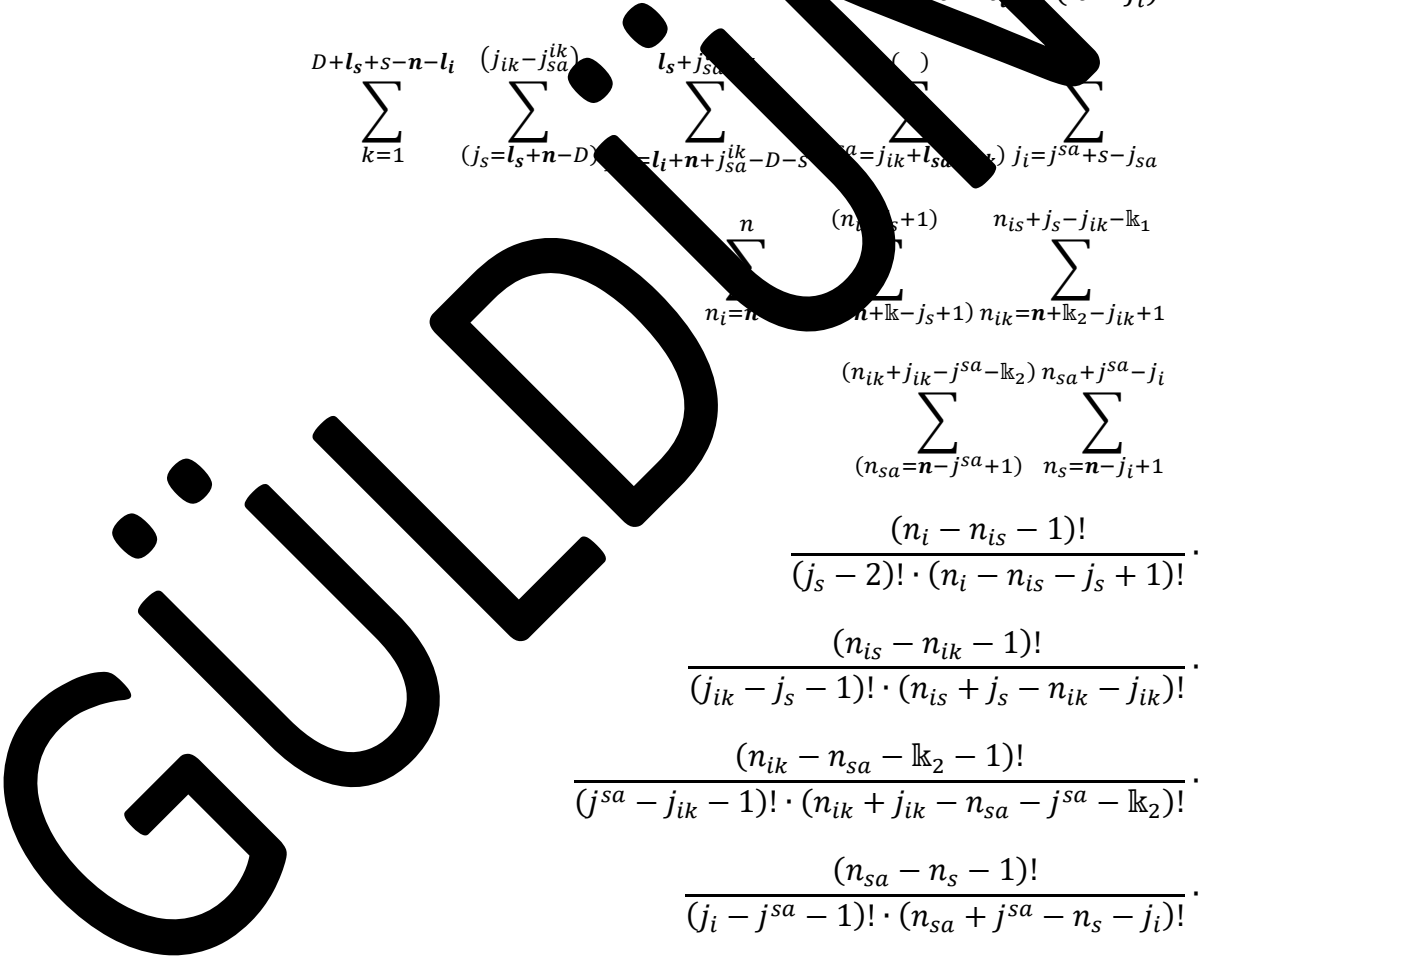 D+l_s+s−n−l_i (j_ik−j_sa^ik) l_s+j_sa ( )
∑ ∑ ∑ ∑ ∑
k=1 (j_s=l_s+n−D) =l_i+n+j_sa^ik−D−s =j_ik+l_sa ) j_i=j^sa+s−j_sa
n +1) n_is+j_s−j_ik−𝕜_1
∑ ∑ ∑
n_i=n n+𝕜−j_s+1) n_ik=n+𝕜_2−j_ik+1
(n_ik+j_ik−j^sa−𝕜_2) n_sa+j^sa−j_i
∑ ∑
(n_sa=n−j^sa+1) n_s=n−j_i+1
(n_i − n_is − 1)!
(j_s − 2)! · (n_i − n_is − j_s + 1)! ·
(n_is − n_ik − 1)!
(j_ik − j_s − 1)! · (n_is + j_s − n_ik − j_ik)! ·
(n_ik − n_sa − 𝕜_2 − 1)!
(j^sa − j_ik − 1)! · (n_ik + j_ik − n_sa − j^sa − 𝕜_2)! ·
(n_sa − n_s − 1)!
(j_i − j^sa − 1)! · (n_sa + j^sa − n_s − j_i)! ·
GÜLDÜN